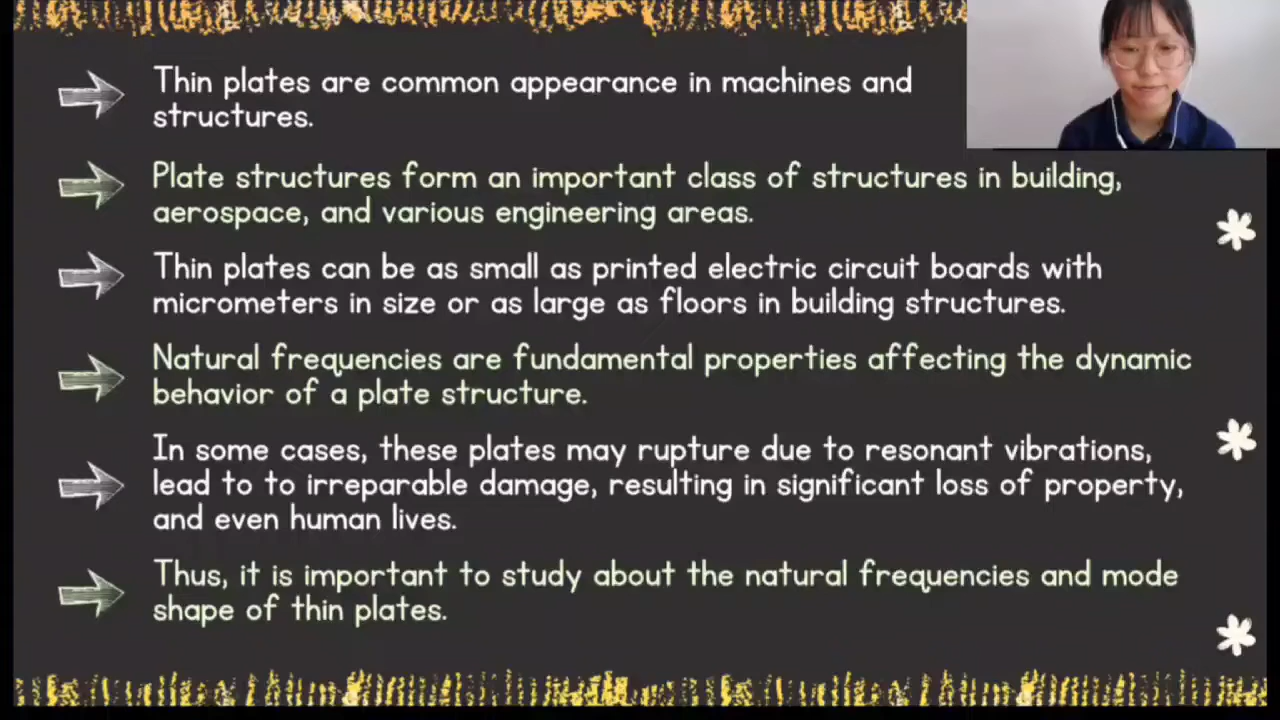 Thin plates are common appearance in machines and
structures.
Plate structures form an important class of structures in building,
aerospace, and various engineering areas.
Thin plates can be as small as printed electric circuit boards with
micrometers in size or as large as floors in building structures.
Natural frequencies are fundamental properties affecting the dynamic
behavior of a plate structure.
In some cases, these plates may rupture due to resonant vibrations,
lead to to irreparable damage, resulting in significant loss of property,
and even human lives.
Thus, it is important to study about the natural frequencies and mode
shape of thin plates.